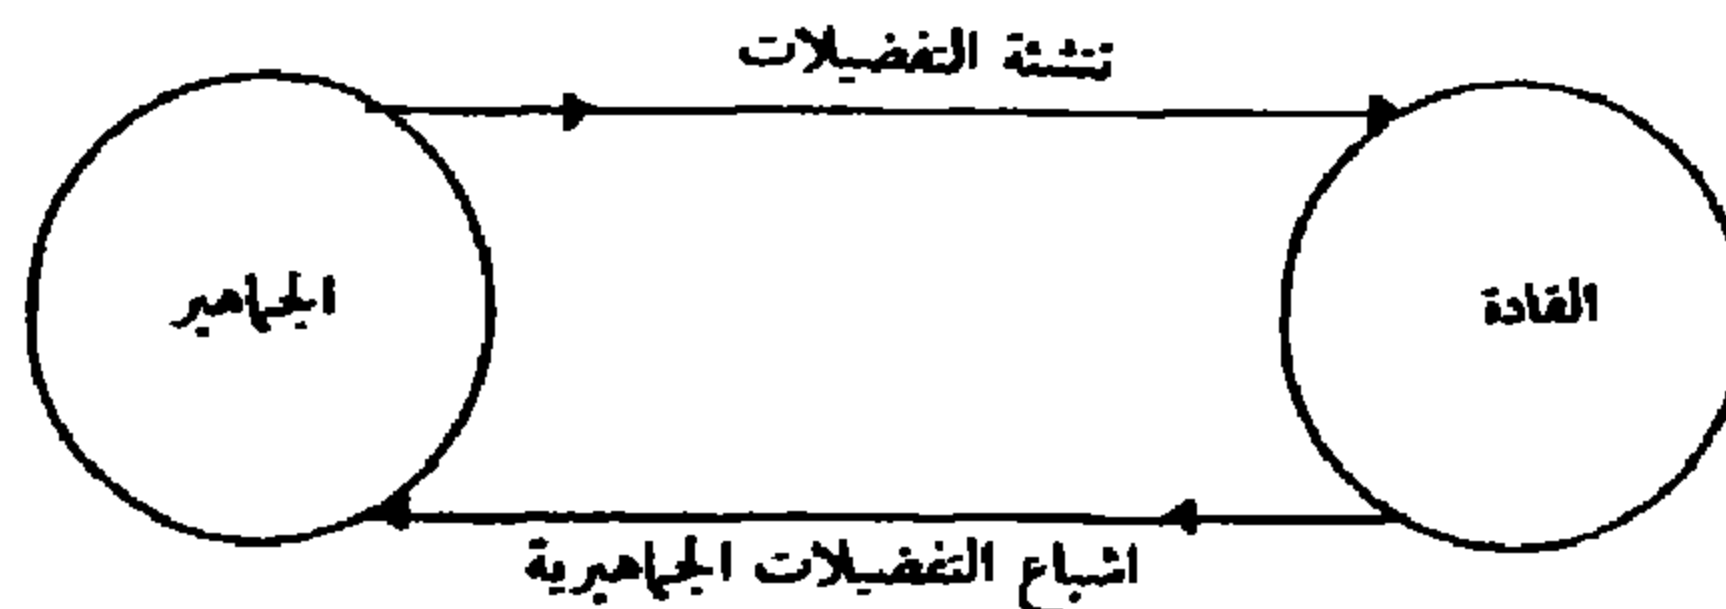 تنشئة التفضيلات
القادة
الجماهير
اشباع التفضيلات الجماهيرية